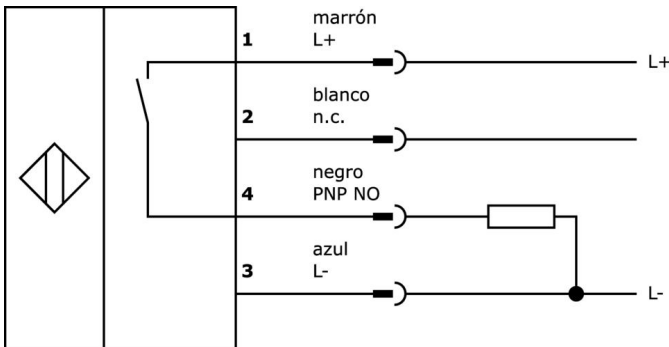 marrón
1 L+ L+
blanco
2 n.c.
negro
4 PNP NO
azul
3 L- L-